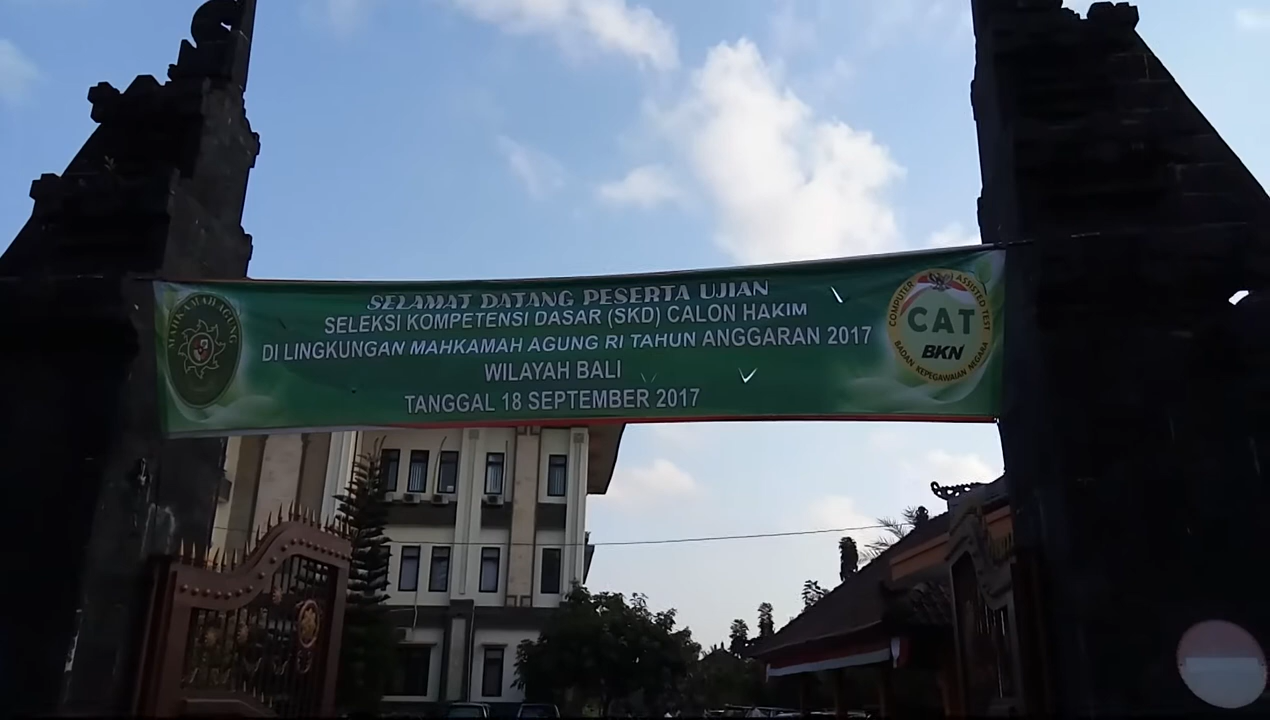 SELAMAT DATANG PESERTA UJIAN
SELEKSI KOMPETENSI DASAR (SKD) CALON HAKIM
DI LINGKUNGAN MAHKAMAH AGUNG RI TAHUN ANGGARAN 2017
WILAYAH BALI
TANGGAL 18 SEPTEMBER 2017
MAHKAMAH AGUNG
COMPUTER ASSISTED TEST
CAT
BKN
BADAN KEPEGAWAIAN NEGARA